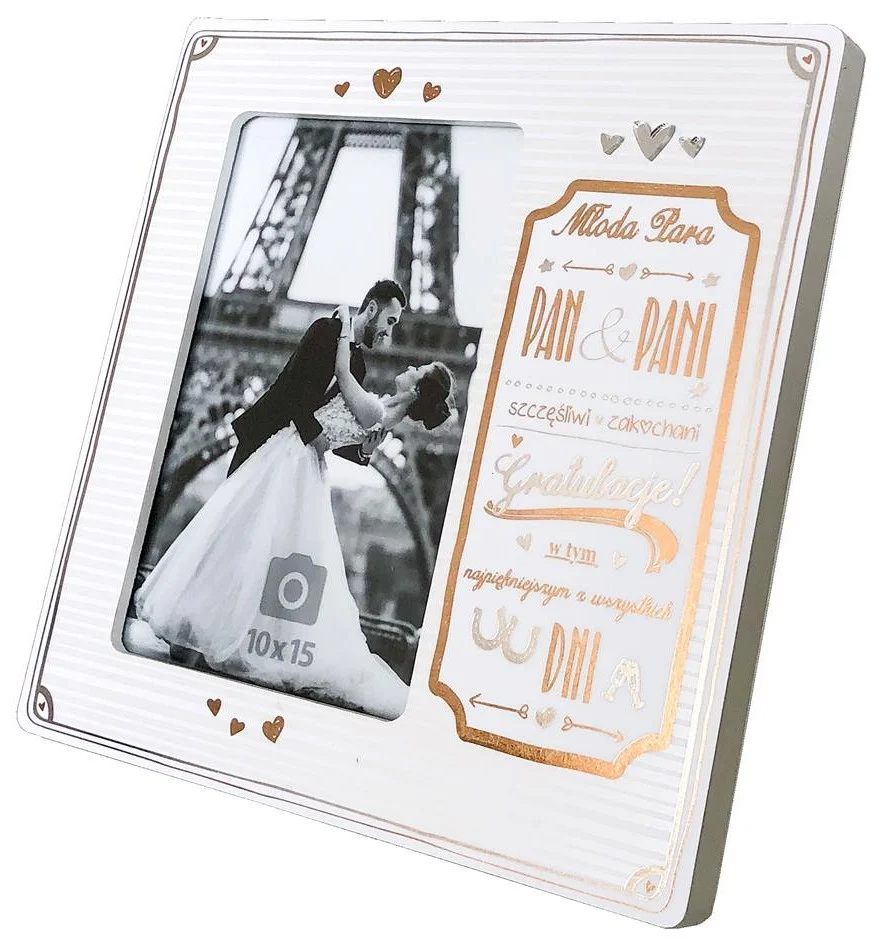 Młoda Para
PAN & PANI
szczęśliwi zakochani
Gratulacje!
w tym
najpiękniejszym z wszystkich
DNI
10x15